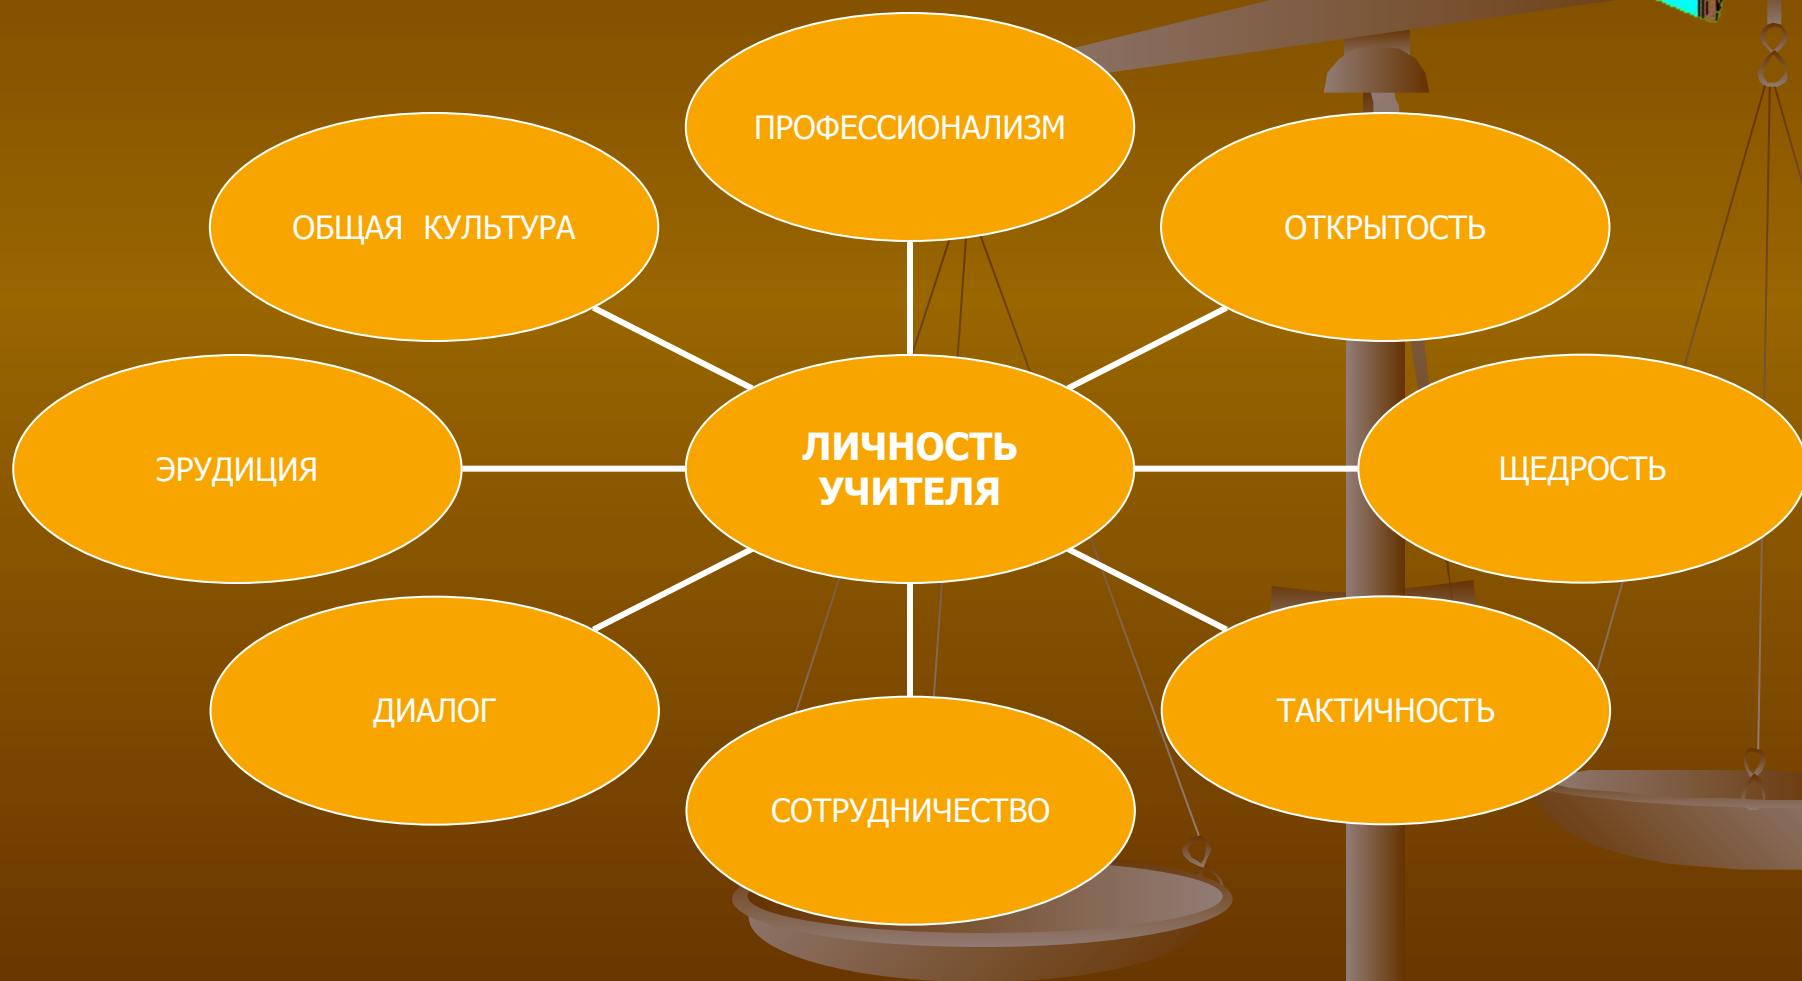 ПРОФЕССИОНАЛИЗМ
ОБЩАЯ КУЛЬТУРА
ОТКРЫТОСТЬ
ЭРУДИЦИЯ
ЛИЧНОСТЬ
УЧИТЕЛЯ
ЩЕДРОСТЬ
ДИАЛОГ
ТАКТИЧНОСТЬ
СОТРУДНИЧЕСТВО